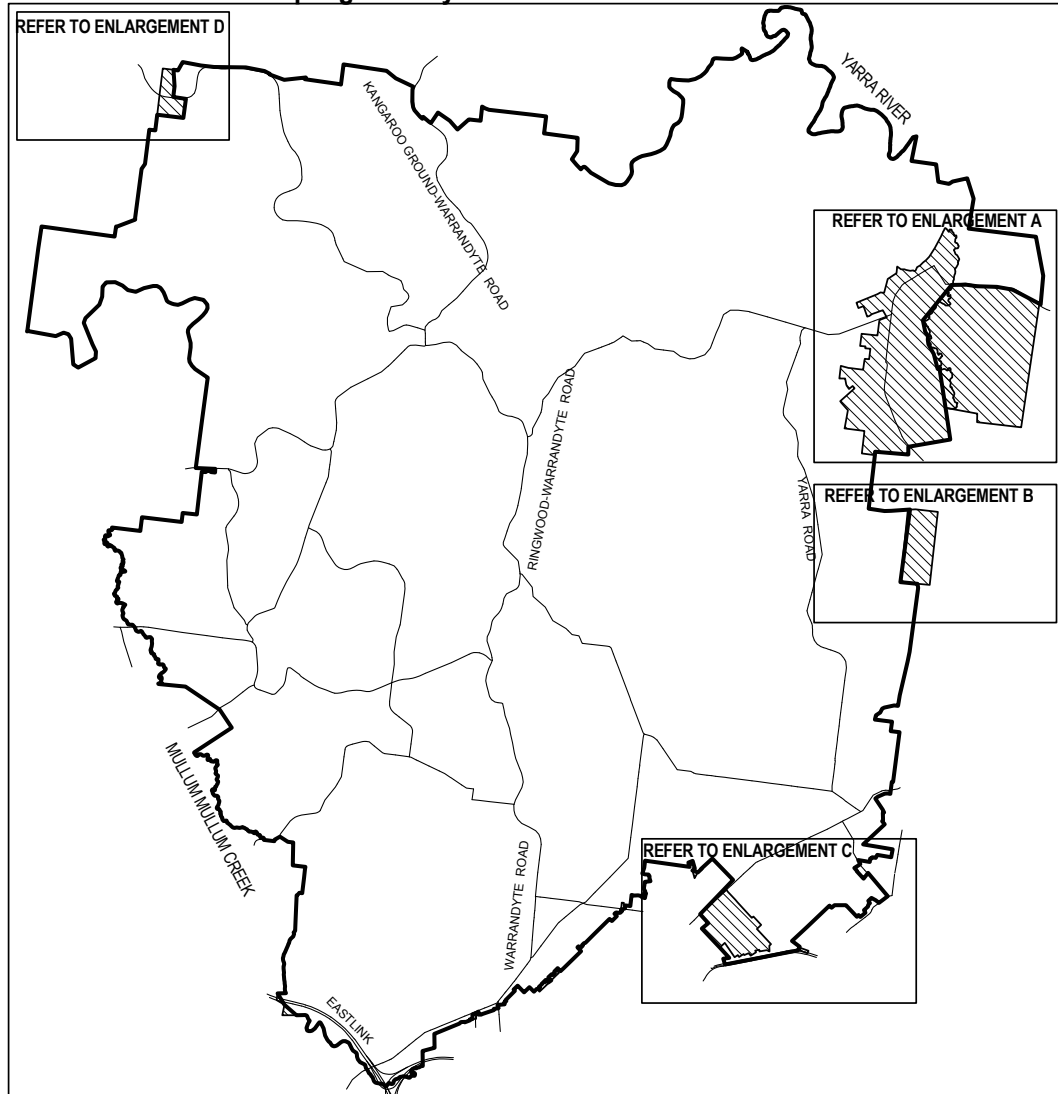 REFER TO ENLARGEMENT D
YARRA RIVER
KANGAROO GROUND-WARRANDYTE ROAD
REFER TO ENLARGEMENT A
RINGWOOD-WARRANDYTE ROAD
YARRA ROAD
REFER TO ENLARGEMENT B
MULLUM MULLUM CREEK
WARRANDYTE ROAD
REFER TO ENLARGEMENT C
EASTLINK